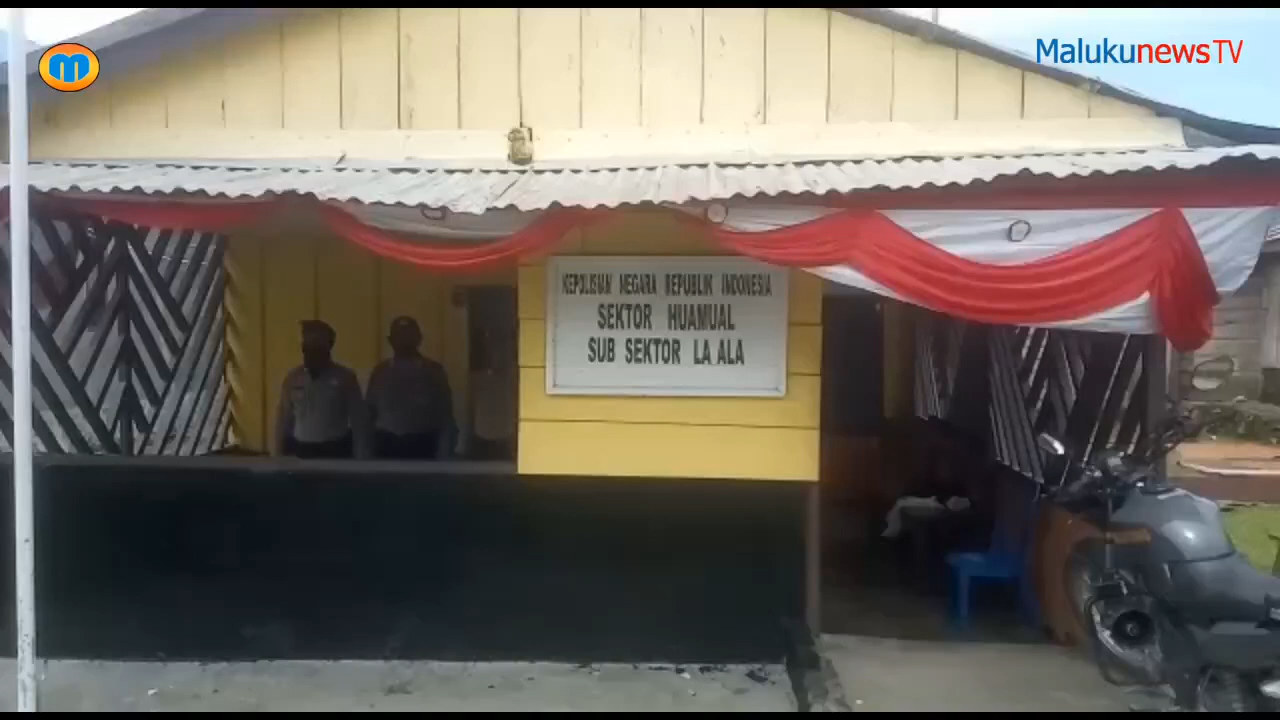 m
MalukunewsTV
KEPOLISIAN NEGARA REPUBLIK INDONESIA
SEKTOR HUAMUAL
SUB SEKTOR LA ALA